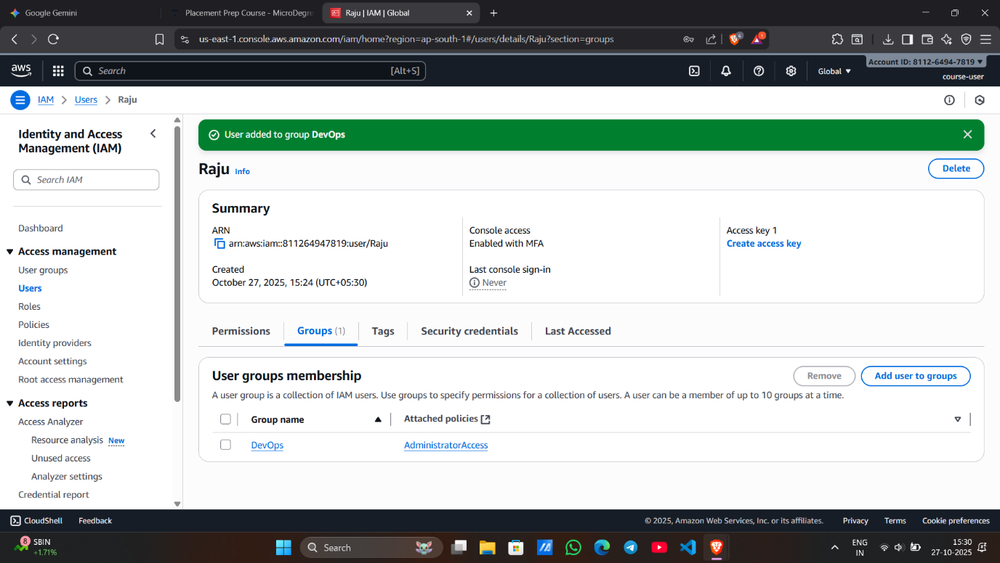 Google Gemini
Placement Prep Course - MicroDegre
Raju | IAM | Global
us-east-1.console.aws.amazon.com/iam/home?region=ap-south-1#/users/details/Raju?section=groups
6
1
aws
Search
[Alt+S]
Global
Account ID: 8112-6494-7819
course-user
IAM
Users
Raju
Identity and Access
Management (IAM)
Search IAM
Dashboard
Access management
User groups
Users
Roles
Policies
Identity providers
Account settings
Root access management
Access reports
Access Analyzer
Resource analysis New
Unused access
Analyzer settings
Credential report
User added to group DevOps
Raju Info
Delete
Summary
ARN
arn:aws:iam::811264947819:user/Raju
Created
October 27, 2025, 15:24 (UTC+05:30)
Console access
Enabled with MFA
Last console sign-in
Never
Access key 1
Create access key
Permissions
Groups (1)
Tags
Security credentials
Last Accessed
User groups membership
Remove
Add user to groups
A user group is a collection of IAM users. Use groups to specify permissions for a collection of users. A user can be a member of up to 10 groups at a time.
Group name
Attached policies
DevOps
AdministratorAccess
CloudShell
Feedback
© 2025, Amazon Web Services, Inc. or its affiliates.
Privacy
Terms
Cookie preferences
8
SBIN
+1.71%
Search
ENG
IN
15:30
27-10-2025